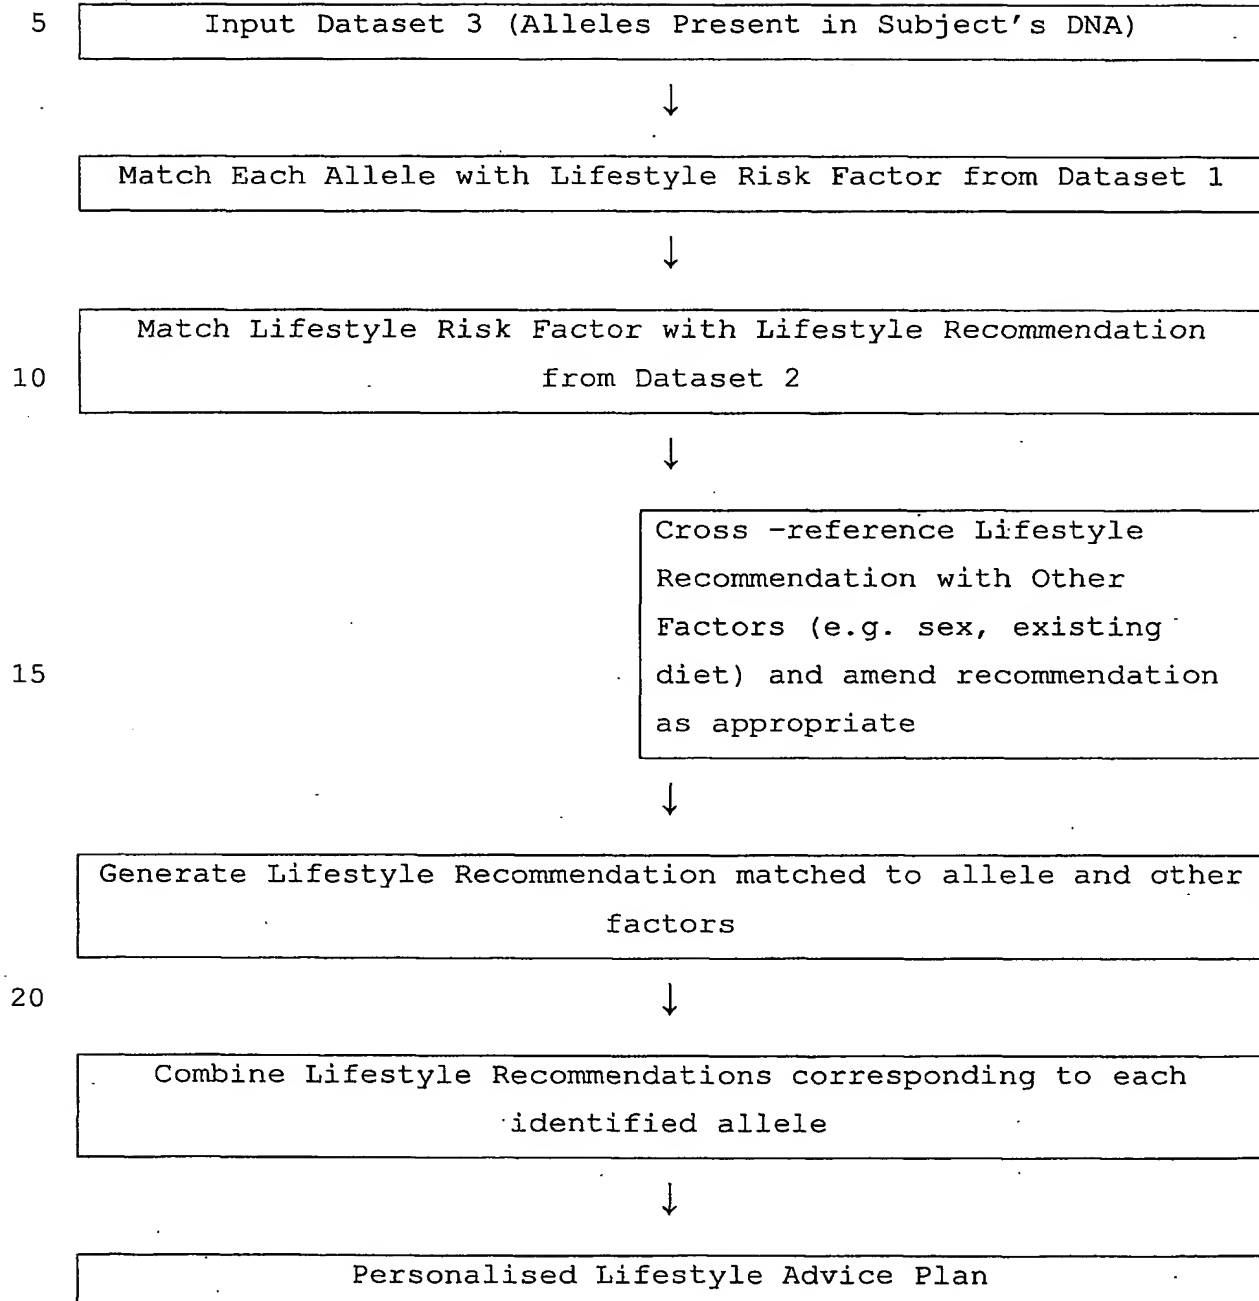 5 Input Dataset 3 (Alleles Present in Subject's DNA)
↓
Match Each Allele with Lifestyle Risk Factor from Dataset 1
↓
Match Lifestyle Risk Factor with Lifestyle Recommendation
10 from Dataset 2
↓
Cross -reference Lifestyle
Recommendation with Other
Factors (e.g. sex, existing
15 diet) and amend recommendation
as appropriate
↓
Generate Lifestyle Recommendation matched to allele and other
factors
20 ↓
Combine Lifestyle Recommendations corresponding to each
identified allele
↓
Personalised Lifestyle Advice Plan